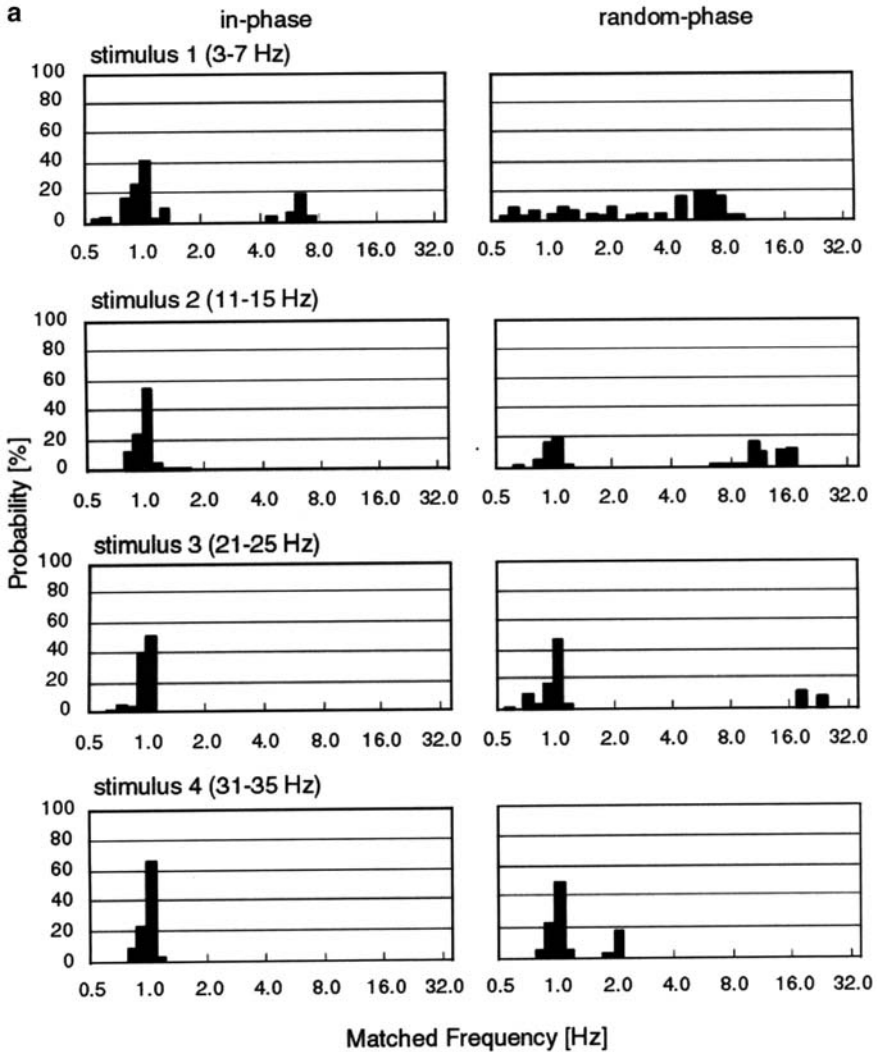 a
in-phase random-phase
stimulus 1 (3-7 Hz)
100
80
60
40
20
0
0.5 1.0 2.0 4.0 8.0 16.0 32.0 0.5 1.0 2.0 4.0 8.0 16.0 32.0
stimulus 2 (11-15 Hz)
100
80
60
40
20
0
0.5 1.0 2.0 4.0 8.0 16.0 32.0 0.5 1.0 2.0 4.0 8.0 16.0 32.0
Probability [%]
stimulus 3 (21-25 Hz)
100
80
60
40
20
0
0.5 1.0 2.0 4.0 8.0 16.0 32.0 0.5 1.0 2.0 4.0 8.0 16.0 32.0
stimulus 4 (31-35 Hz)
100
80
60
40
20
0
0.5 1.0 2.0 4.0 8.0 16.0 32.0 0.5 1.0 2.0 4.0 8.0 16.0 32.0
Matched Frequency [Hz]